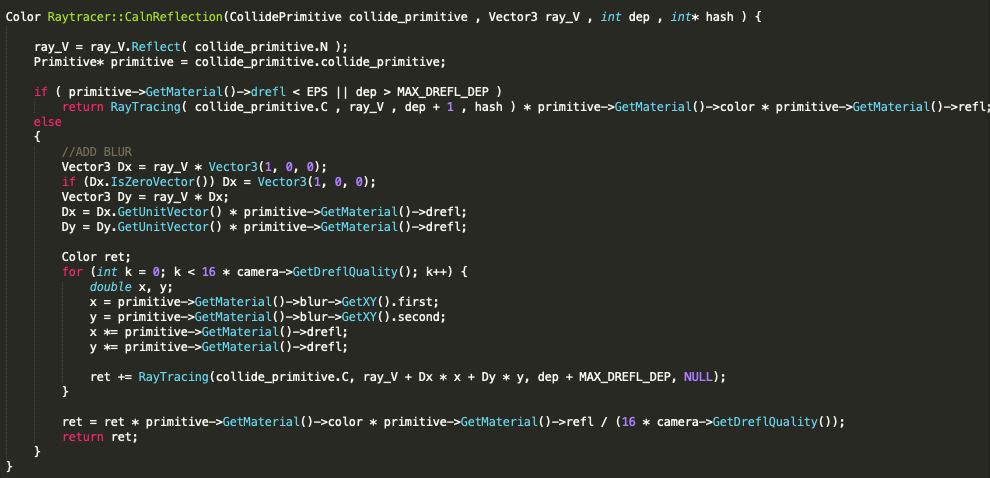 Color Raytracer::CalnReflection(CollidePrimitive collide_primitive , Vector3 ray_V , int dep , int* hash ) {
ray_V = ray_V.Reflect( collide_primitive.N );
Primitive* primitive = collide_primitive.collide_primitive;
if ( primitive->GetMaterial()->drefl < EPS || dep > MAX_DREFL_DEP )
return RayTracing( collide_primitive.C , ray_V , dep + 1 , hash ) * primitive->GetMaterial()->color * primitive->GetMaterial()->refl;
else
{
//ADD BLUR
Vector3 Dx = ray_V * Vector3(1, 0, 0);
if (Dx.IsZeroVector()) Dx = Vector3(1, 0, 0);
Vector3 Dy = ray_V * Dx;
Dx = Dx.GetUnitVector() * primitive->GetMaterial()->drefl;
Dy = Dy.GetUnitVector() * primitive->GetMaterial()->drefl;
Color ret;
for (int k = 0; k < 16 * camera->GetDreflQuality(); k++) {
double x, y;
x = primitive->GetMaterial()->blur->GetXY().first;
y = primitive->GetMaterial()->blur->GetXY().second;
x *= primitive->GetMaterial()->drefl;
y *= primitive->GetMaterial()->drefl;
ret += RayTracing(collide_primitive.C, ray_V + Dx * x + Dy * y, dep + MAX_DREFL_DEP, NULL);
}
ret = ret * primitive->GetMaterial()->color * primitive->GetMaterial()->refl / (16 * camera->GetDreflQuality());
return ret;
}
}